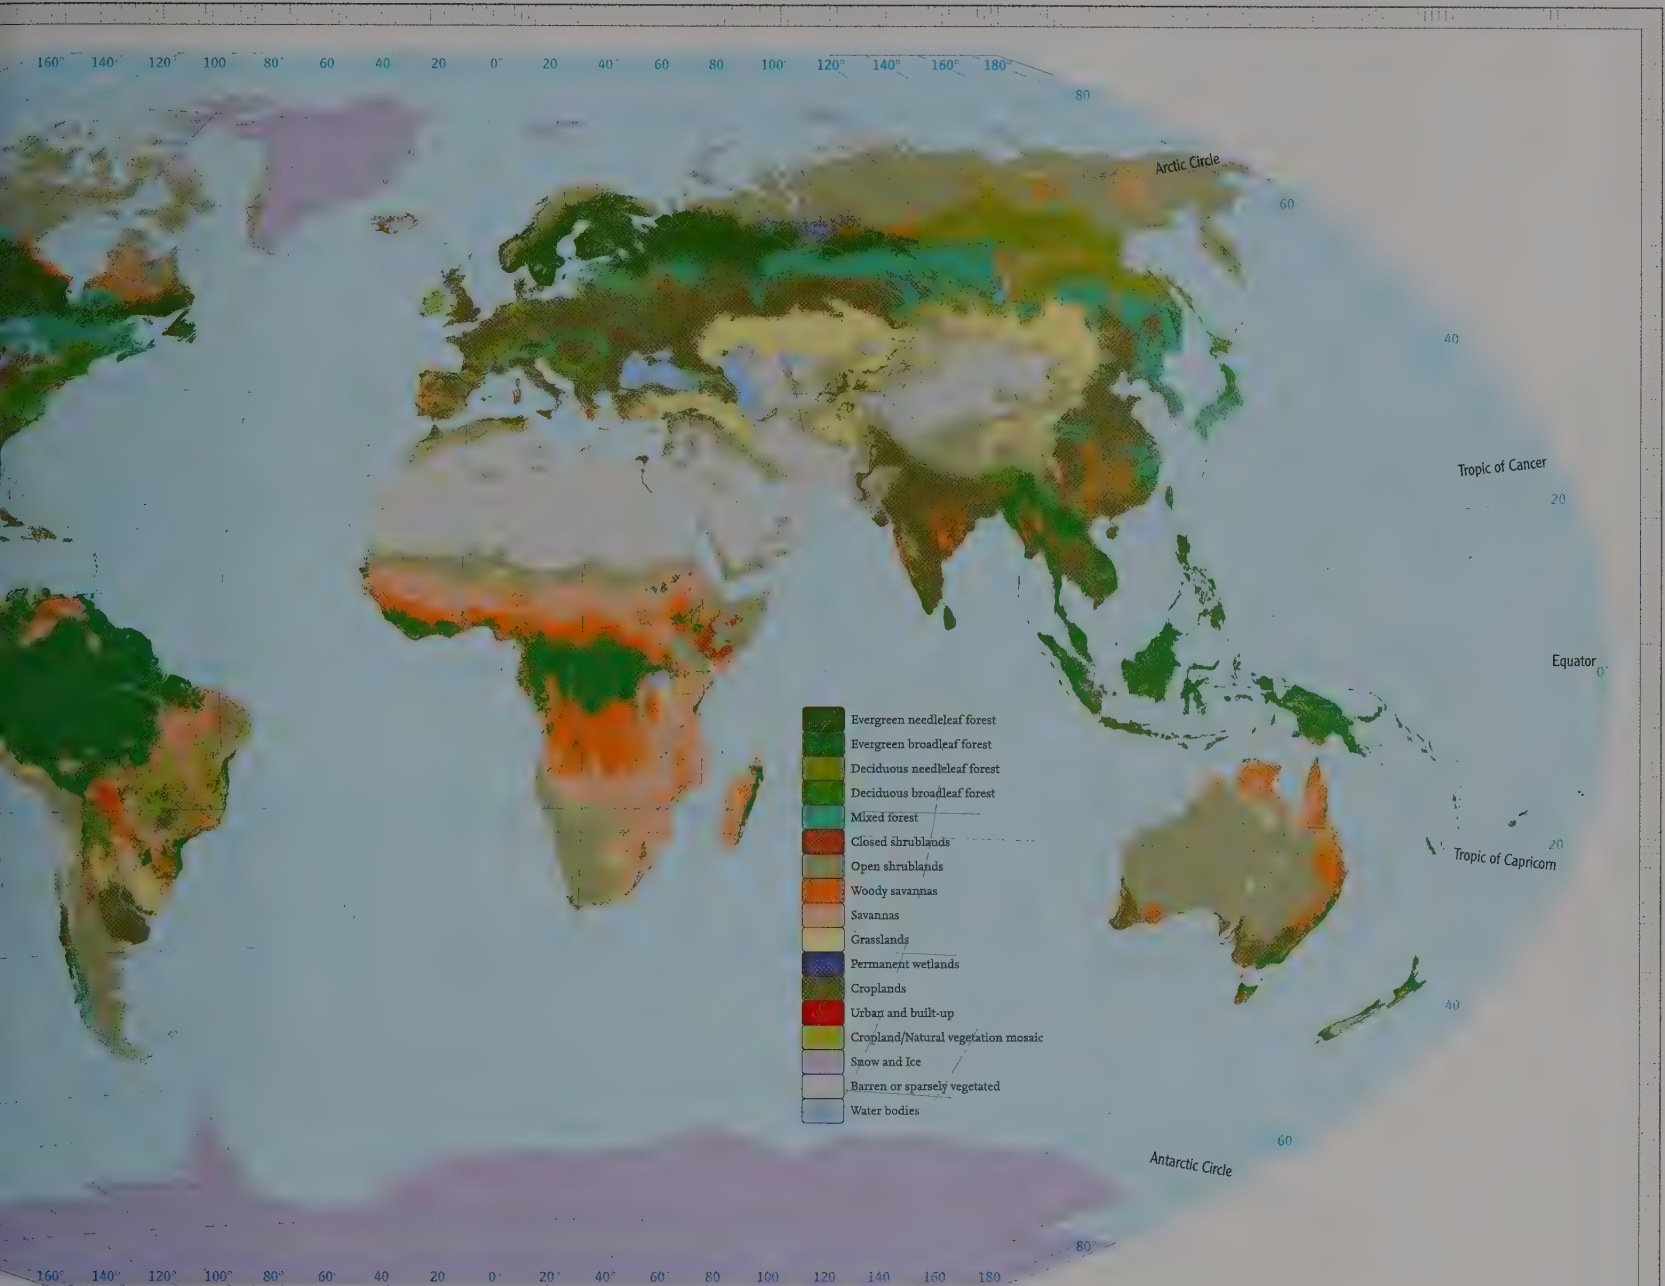 160° 140° 120° 100 80° 60 40 20 0° 20 40° 60 80 100° 120° 140° 160° 180°
80
Arctic Circle
60
40
Tropic of Cancer
20
Equator
0°
Evergreen needleleaf forest
Evergreen broadleaf forest
Deciduous needleleaf forest
Deciduous broadleaf forest
Mixed forest
Closed shrublands
Open shrublands
Woody savannas
Savannas
Grasslands
Permanent wetlands
Croplands
Urban and built-up
Cropland/Natural vegetation mosaic
Snow and Ice
Barren or sparsely vegetated
Water bodies
20
Tropic of Capricorn
40
60
Antarctic Circle
80°
160° 140° 120° 100° 80° 60° 40 20 0° 20° 40° 60° 80 100 120 140 160 180